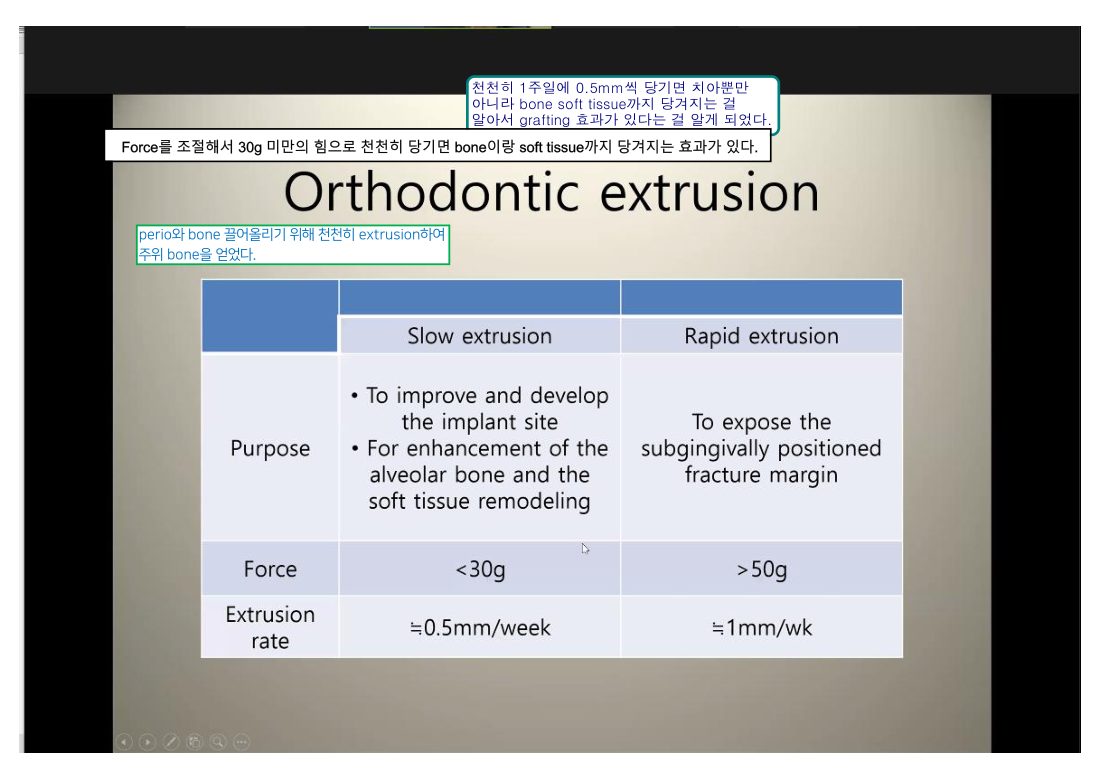 천천히 1주일에 0.5mm씩 당기면 치아뿐만
아니라 bone soft tissue까지 당겨지는 걸
알아서 grafting 효과가 있다는 걸 알게 되었다.
Force를 조절해서 30g 미만의 힘으로 천천히 당기면 bone이랑 soft tissue까지 당겨지는 효과가 있다.
Orthodontic extrusion
perio와 bone 끌어올리기 위해 천천히 extrusion하여
주위 bone을 얻었다.
Slow extrusion
Rapid extrusion
Purpose
• To improve and develop
the implant site
• For enhancement of the
alveolar bone and the
soft tissue remodeling
To expose the
subgingivally positioned
fracture margin
Force
<30g
>50g
Extrusion
rate
≒0.5mm/week
≒1mm/wk